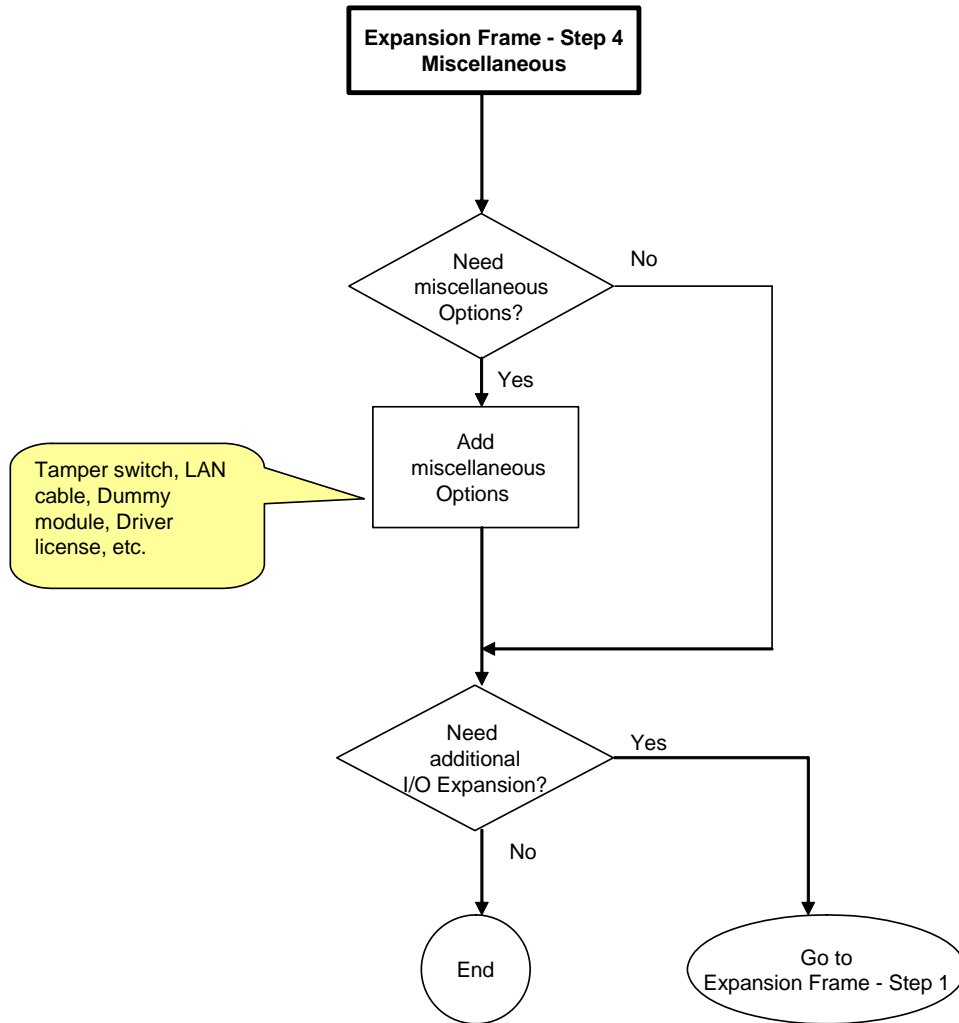 Expansion Frame - Step 4
Miscellaneous
Need
miscellaneous
Options?
No
Yes
Add
miscellaneous
Options
Tamper switch, LAN
cable, Dummy
module, Driver
license, etc.
Need
additional
I/O Expansion?
Yes
No
End
Go to
Expansion Frame - Step 1